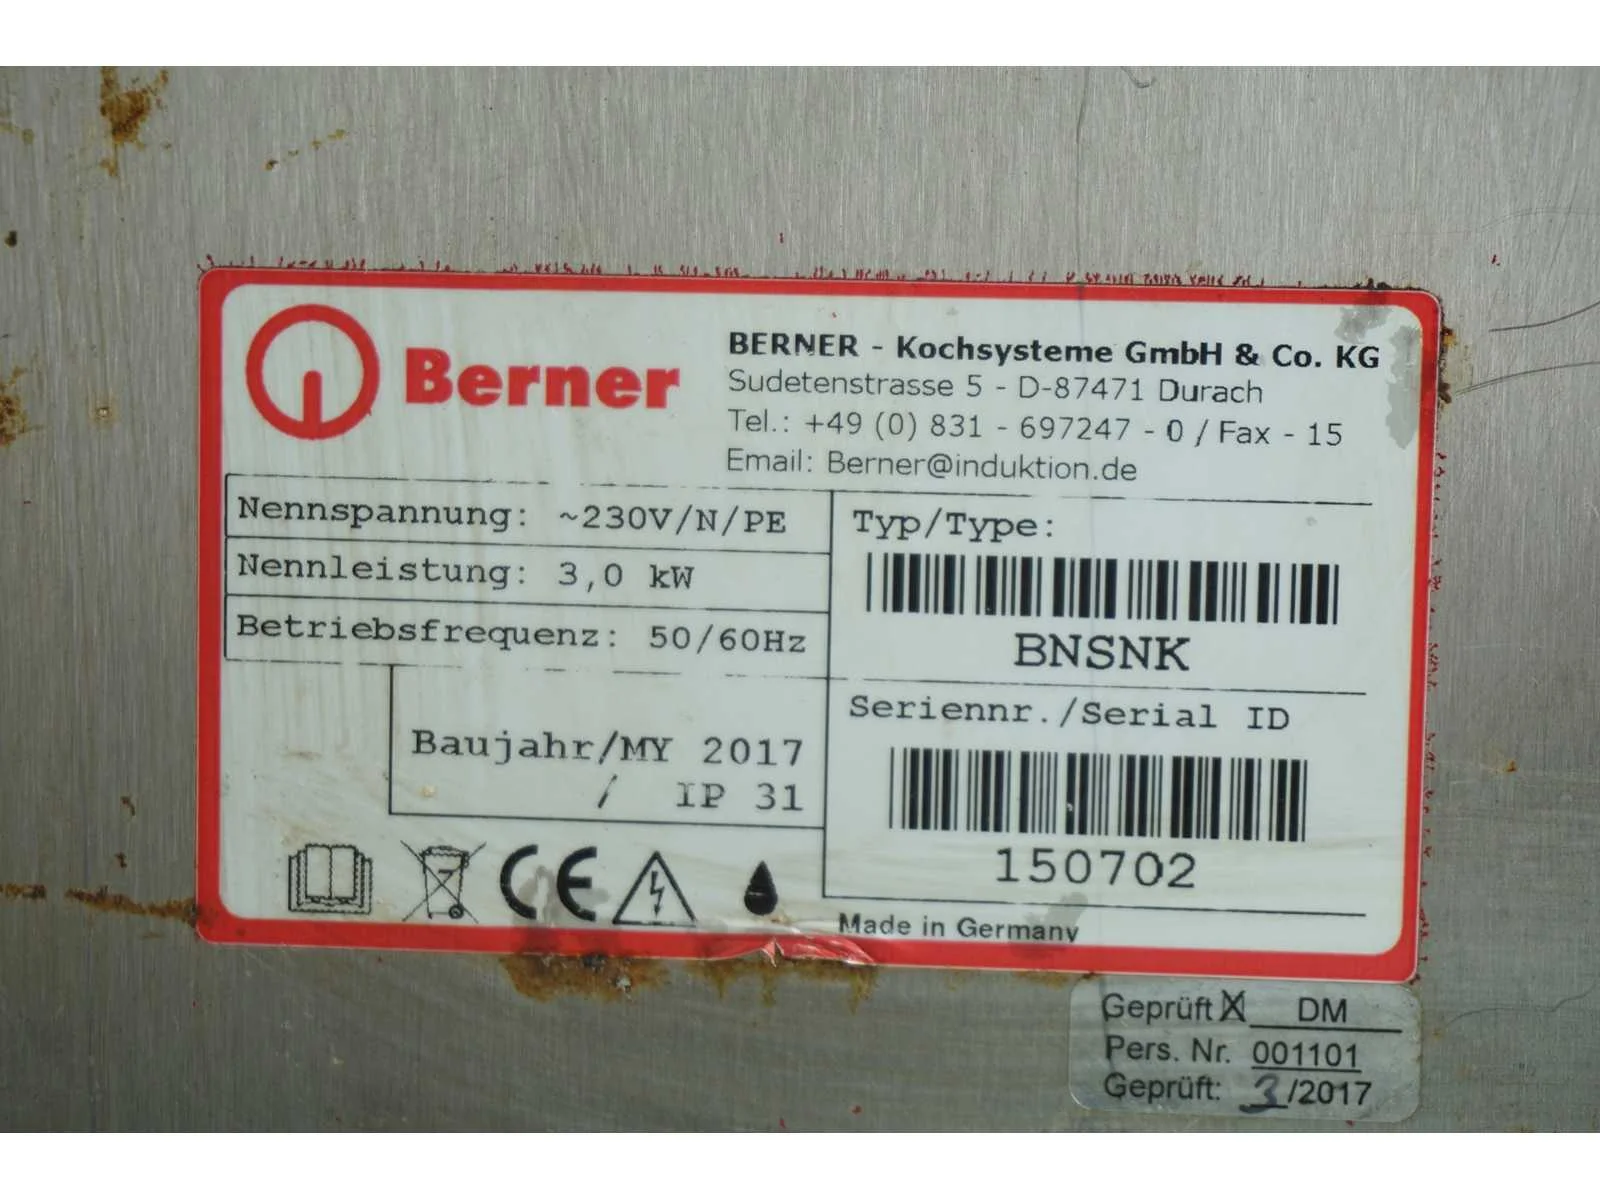 Berner
BERNER - Kochsysteme GmbH & Co. KG
Sudetenstrasse 5 - D-87471 Durach
Tel.: +49 (0) 831 - 697247 - 0 / Fax - 15
Email: Berner@induktion.de
Nennspannung: ~230V/N/PE
Nennleistung: 3,0 kW
Betriebsfrequenz: 50/60Hz
Baujahr/MY 2017
/ IP 31
Typ/Type:
BNSNK
Seriennr./Serial ID
150702
CE
Made in Germany
Geprüft X DM
Pers. Nr. 001101
Geprüft: 3/2017